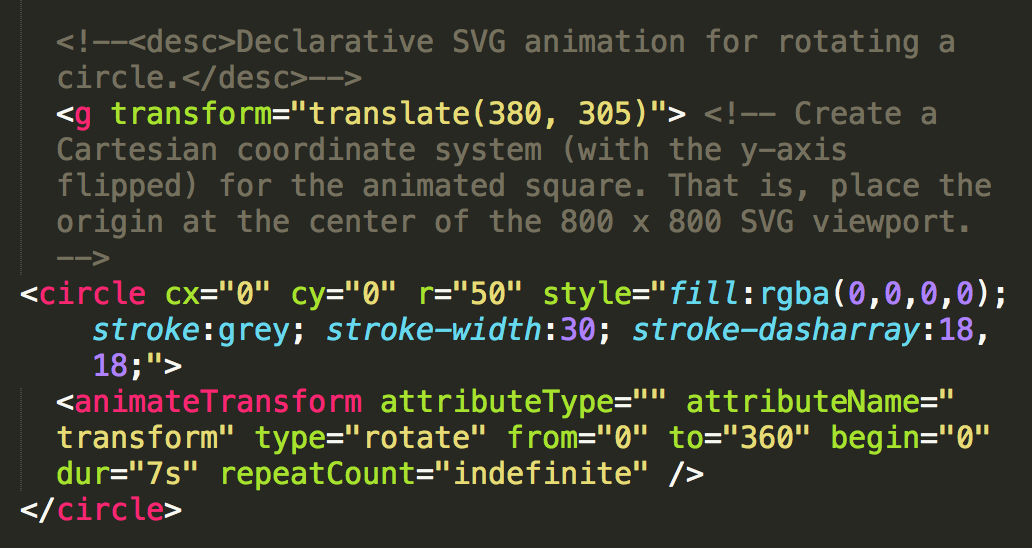 <!--<desc>Declarative SVG animation for rotating a
circle.</desc>-->
<g transform="translate(380, 305)"> <!-- Create a
Cartesian coordinate system (with the y-axis
flipped) for the animated square. That is, place the
origin at the center of the 800 x 800 SVG viewport.
-->
<circle cx="0" cy="0" r="50" style="fill:rgba(0,0,0,0);
stroke:grey; stroke-width:30; stroke-dasharray:18,
18;">
<animateTransform attributeType="" attributeName="
transform" type="rotate" from="0" to="360" begin="0"
dur="7s" repeatCount="indefinite" />
</circle>